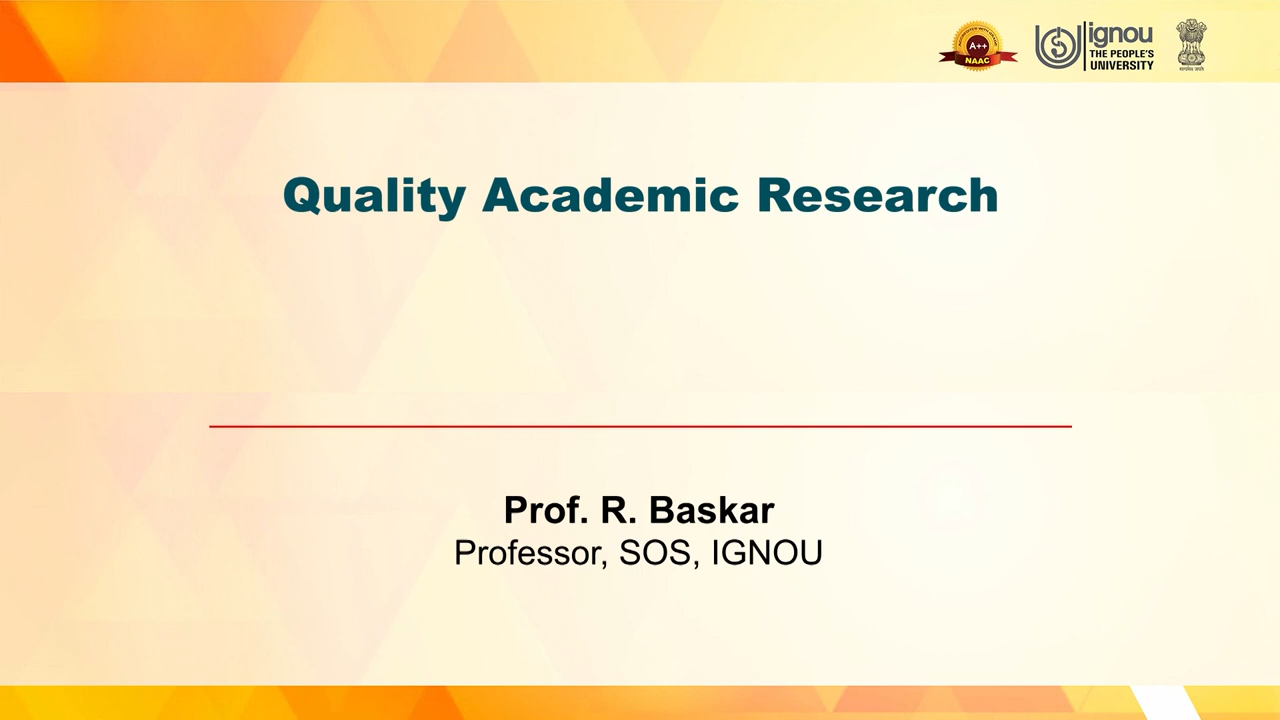 A++
NAAC
ignou
THE PEOPLE'S
UNIVERSITY
Quality Academic Research
Prof. R. Baskar
Professor, SOS, IGNOU